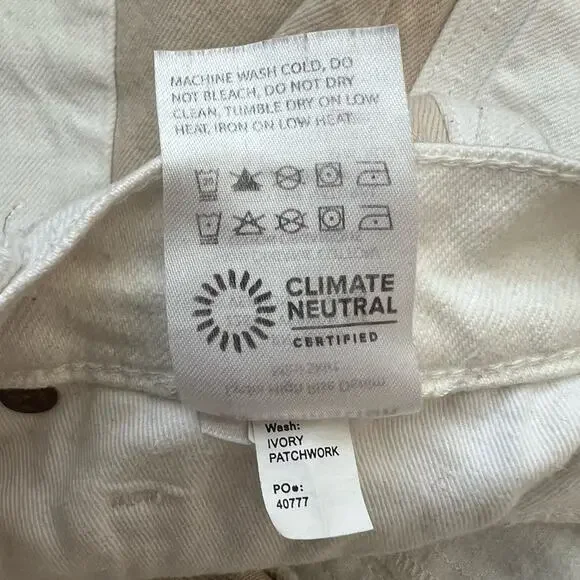 MACHINE WASH COLD, DO
NOT BLEACH, DO NOT DRY
CLEAN, TUMBLE DRY ON LOW
HEAT, IRON ON LOW HEAT.
CLIMATE
NEUTRAL
CERTIFIED
Wash:
IVORY
PATCHWORK
PO#:
40777